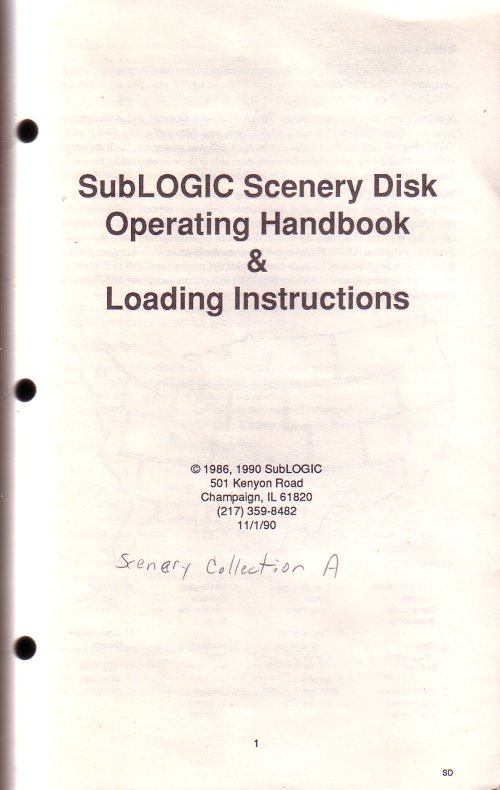 SubLOGIC Scenery Disk
Operating Handbook
&
Loading Instructions
© 1986, 1990 SubLOGIC
501 Kenyon Road
Champaign, IL 61820
(217) 359-8482
11/1/90
Scenery Collection A
1
SD